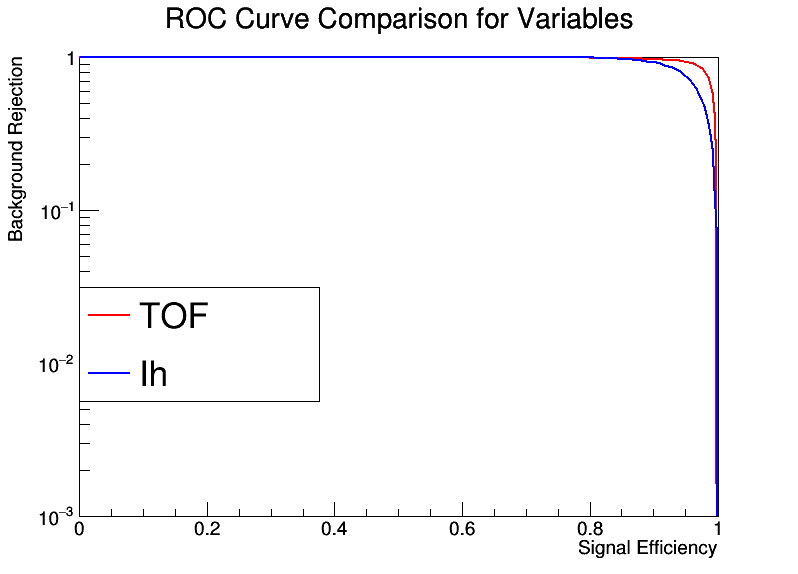 ROC Curve Comparison for Variables
Background Rejection
1
10⁻¹
10⁻²
10⁻³
TOF
Ih
0 0.2 0.4 0.6 0.8 1
Signal Efficiency